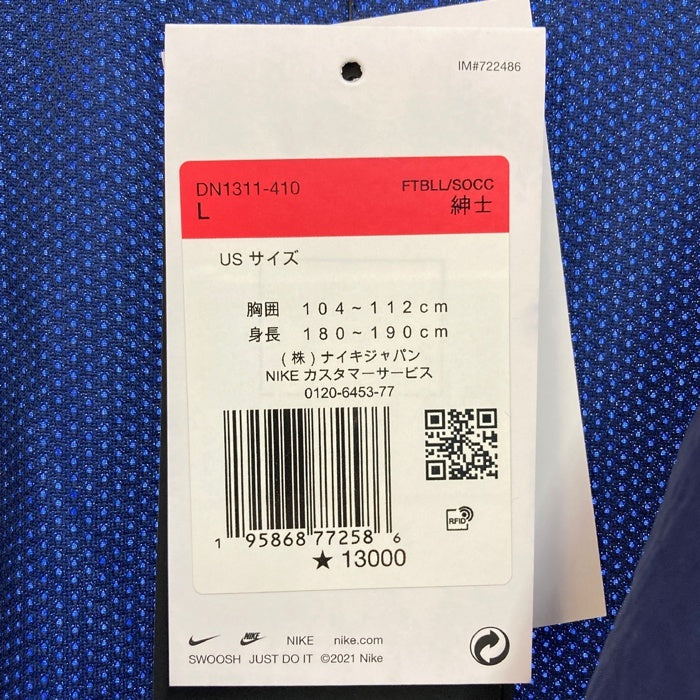 IM#722486
DN1311-410 FTBLL/SOCC
L 紳士
US サイズ
胸囲 104~112cm
身長 180~190cm
(株)ナイキジャパン
NIKE カスタマーサービス
0120-6453-77
1 95868 77258 6
RFID
★ 13000
NIKE NIKE nike.com
SWOOSH JUST DO IT ©2021 Nike